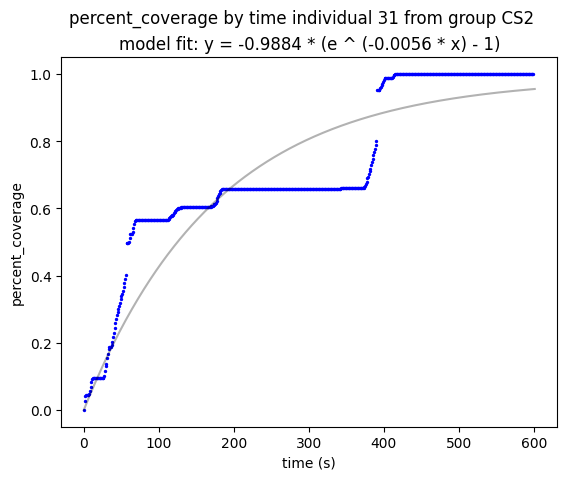 percent_coverage by time individual 31 from group CS2
model fit: y = -0.9884 * (e ^ (-0.0056 * x) - 1)
1.0
0.8
0.6
0.4
0.2
0.0
percent_coverage
0 100 200 300 400 500 600
time (s)